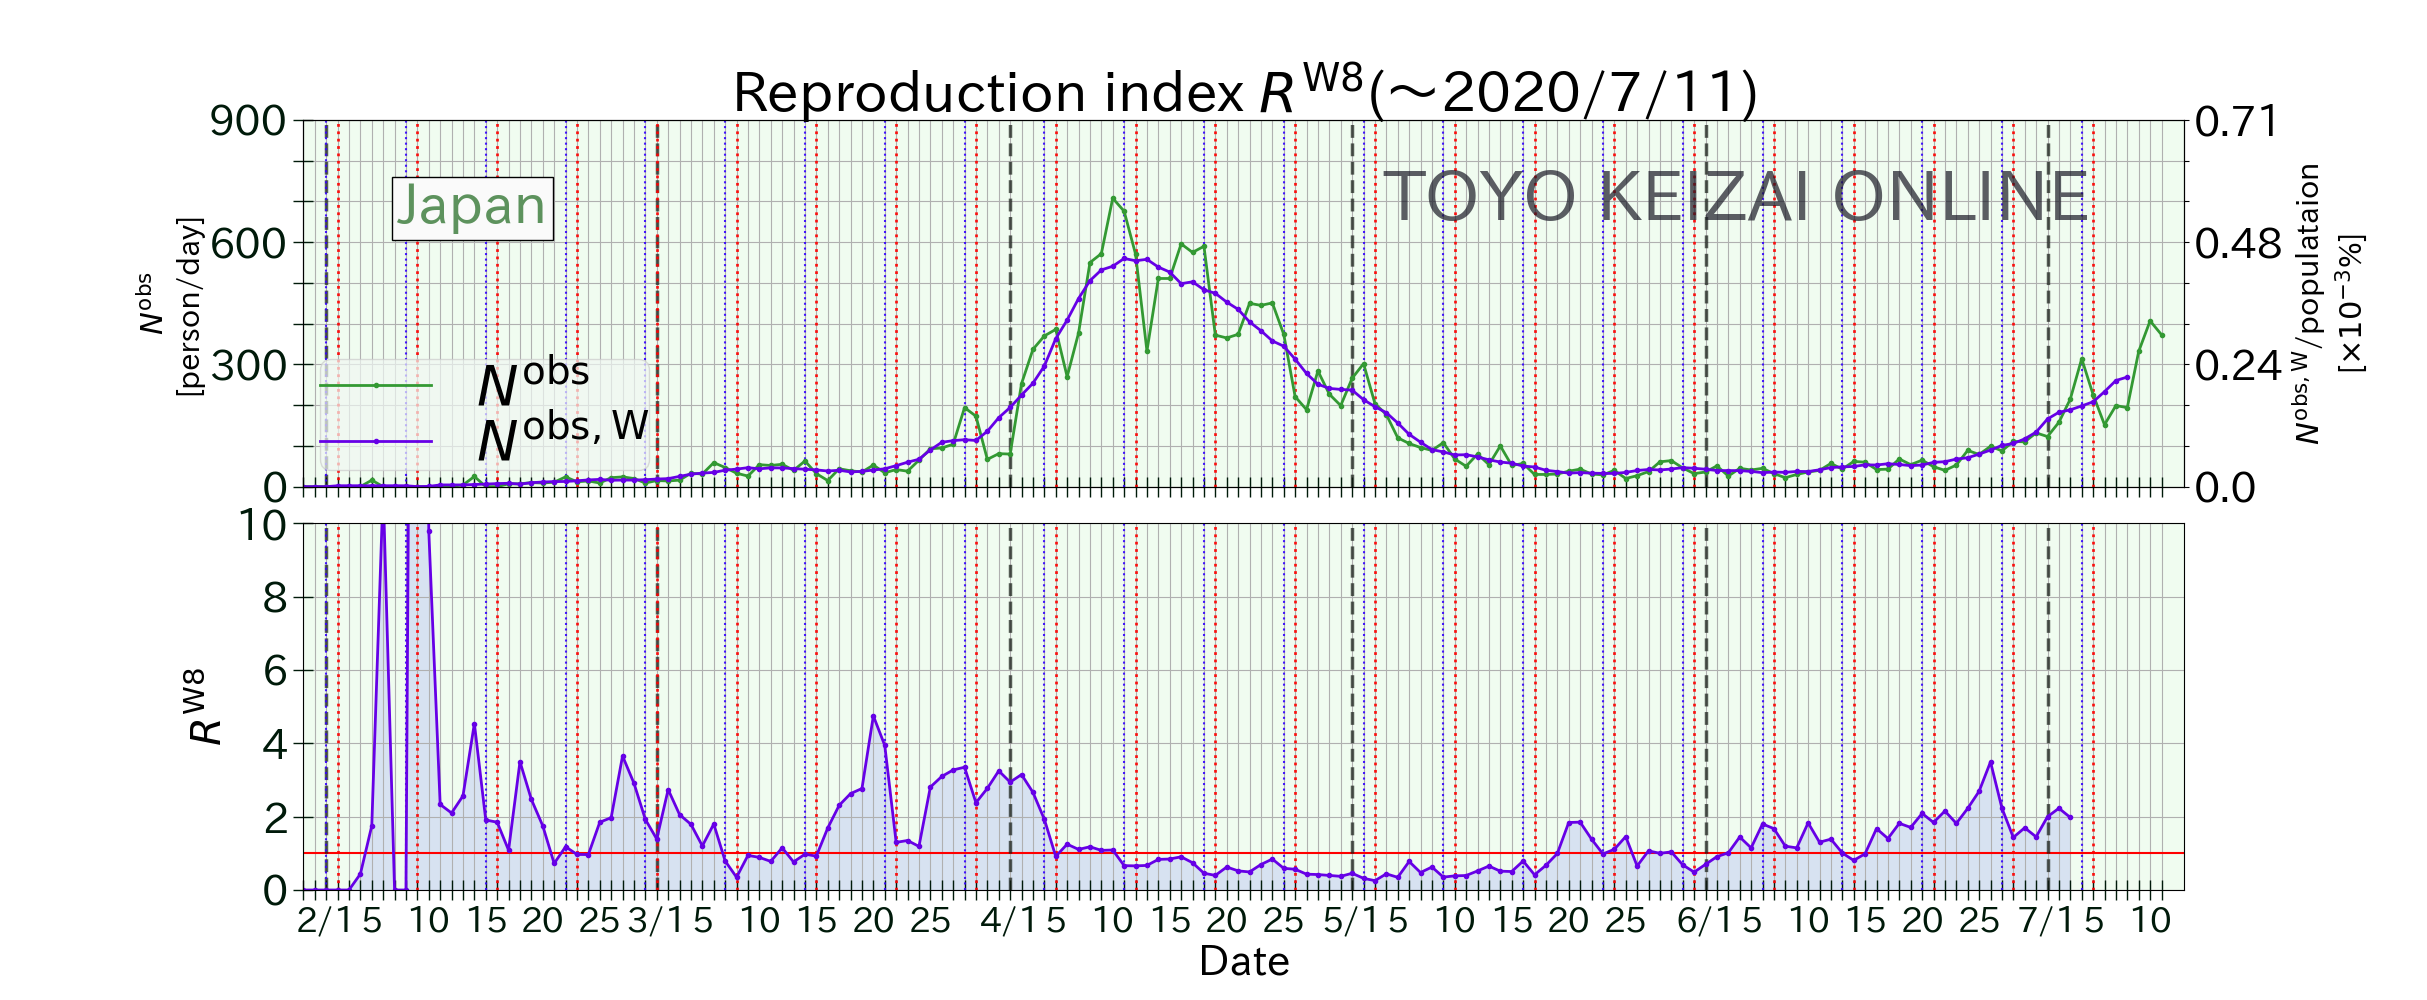 Reproduction index R^W8(～2020/7/11)
900
600
300
0
N^obs
[person/day]
Japan
TOYO KEIZAI ONLINE
N^obs
N^obs, W
0.71
0.48
0.24
0.0
N^obs, W/populataion
[×10^−3%]
10
8
6
4
2
0
R^W8
2/1 5 10 15 20 25 3/1 5 10 15 20 25 4/1 5 10 15 20 25 5/1 5 10 15 20 25 6/1 5 10 15 20 25 7/1 5 10
Date